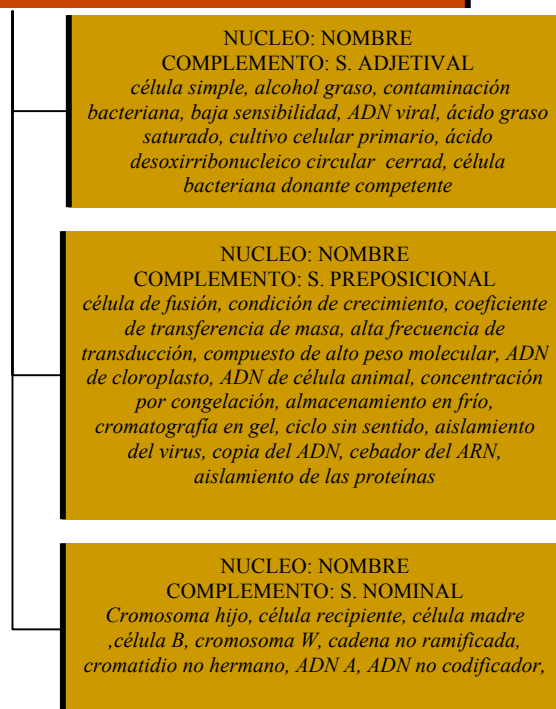 NUCLEO: NOMBRE
COMPLEMENTO: S. ADJETIVAL
célula simple, alcohol graso, contaminación
bacteriana, baja sensibilidad, ADN viral, ácido graso
saturado, cultivo celular primario, ácido
desoxirribonucleico circular cerrad, célula
bacteriana donante competente
NUCLEO: NOMBRE
COMPLEMENTO: S. PREPOSICIONAL
célula de fusión, condición de crecimiento, coeficiente
de transferencia de masa, alta frecuencia de
transducción, compuesto de alto peso molecular, ADN
de cloroplasto, ADN de célula animal, concentración
por congelación, almacenamiento en frío,
cromatografía en gel, ciclo sin sentido, aislamiento
del virus, copia del ADN, cebador del ARN,
aislamiento de las proteínas
NUCLEO: NOMBRE
COMPLEMENTO: S. NOMINAL
Cromosoma hijo, célula recipiente, célula madre
,célula B, cromosoma W, cadena no ramificada,
cromatidio no hermano, ADN A, ADN no codificador,